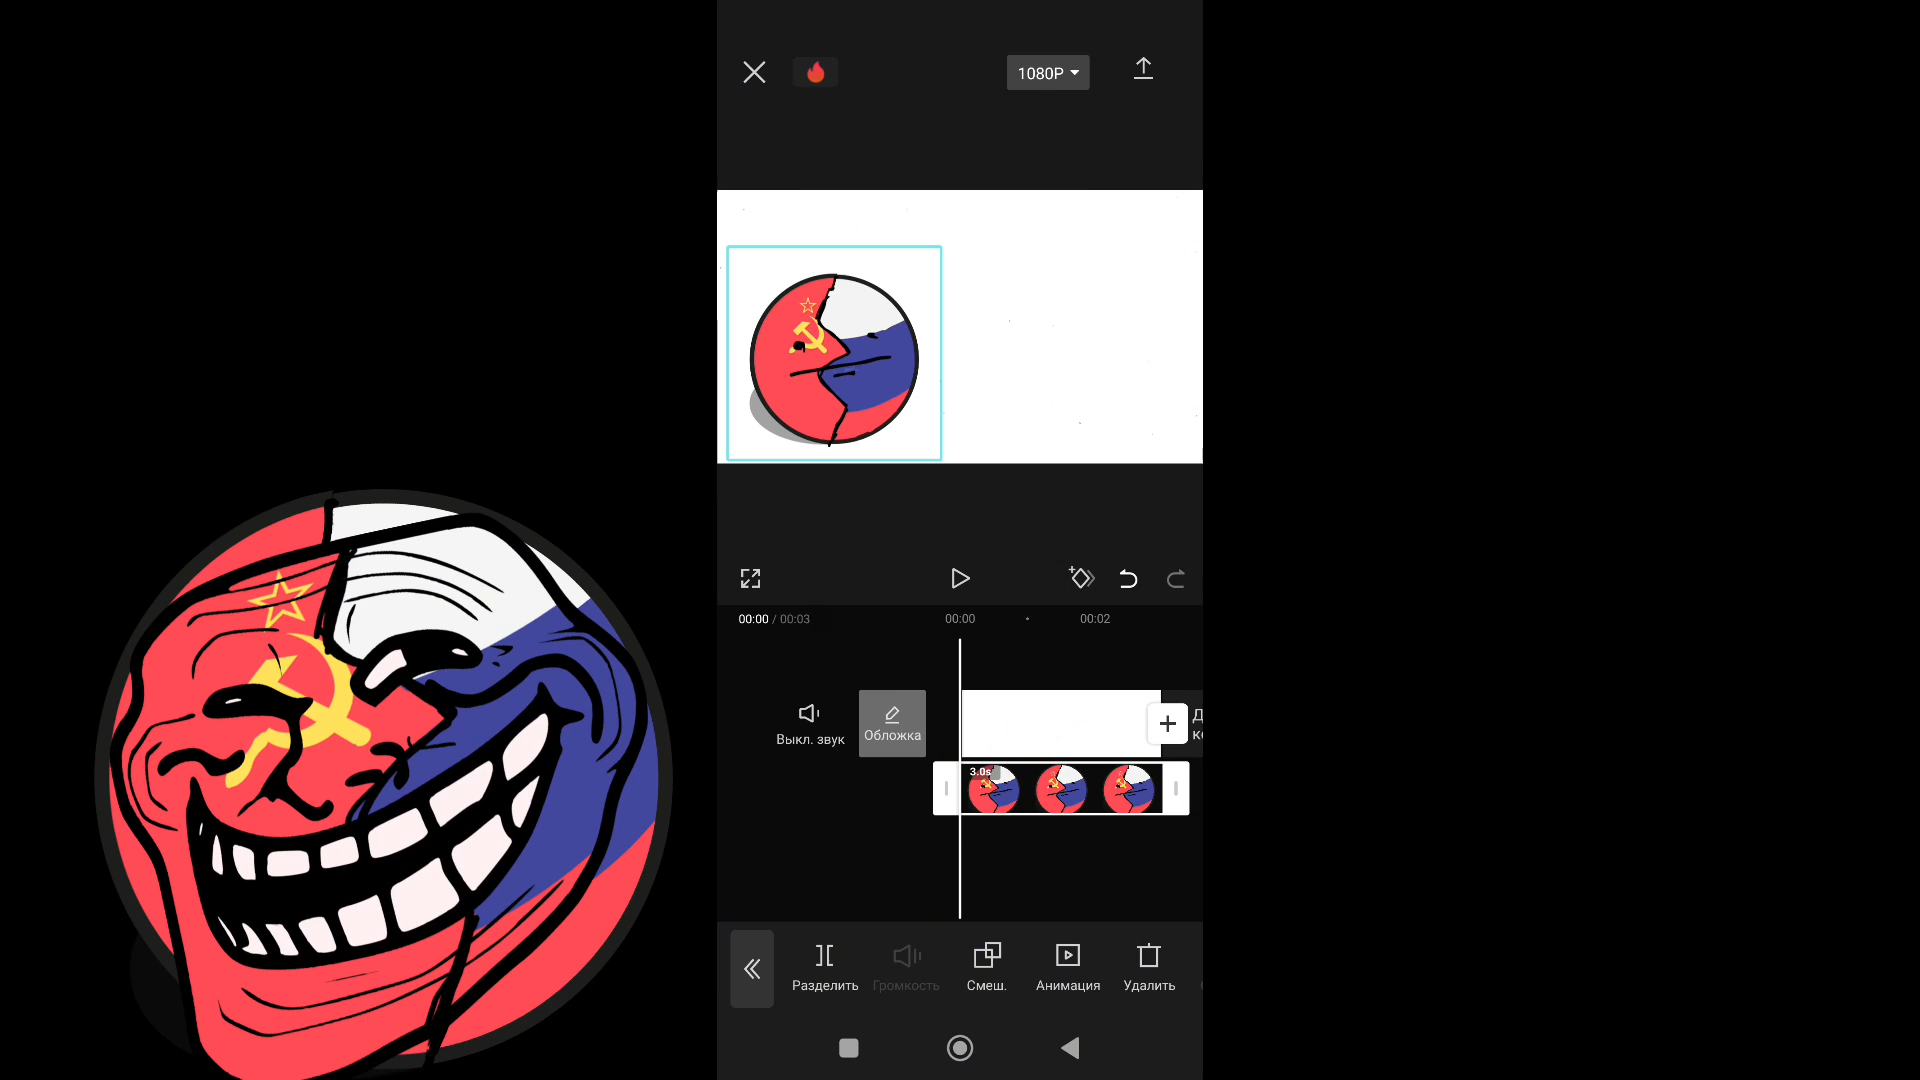 1080P
00:00 / 00:03
00:00
00:02
Выкл. звук
Обложка
3.0s
Разделить
Громкость
Смеш.
Анимация
Удалить